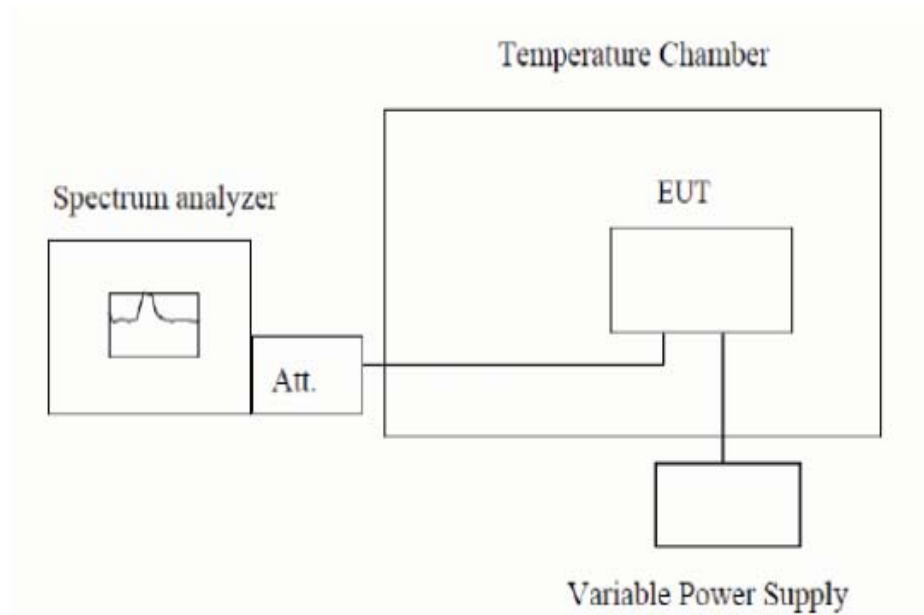 Temperature Chamber
Spectrum analyzer
EUT
Att.
Variable Power Supply